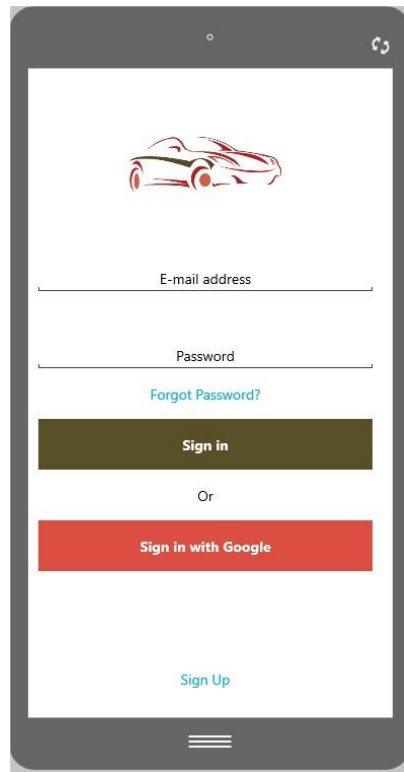 E-mail address
Password
Forgot Password?
Sign in
Or
Sign in with Google
Sign Up